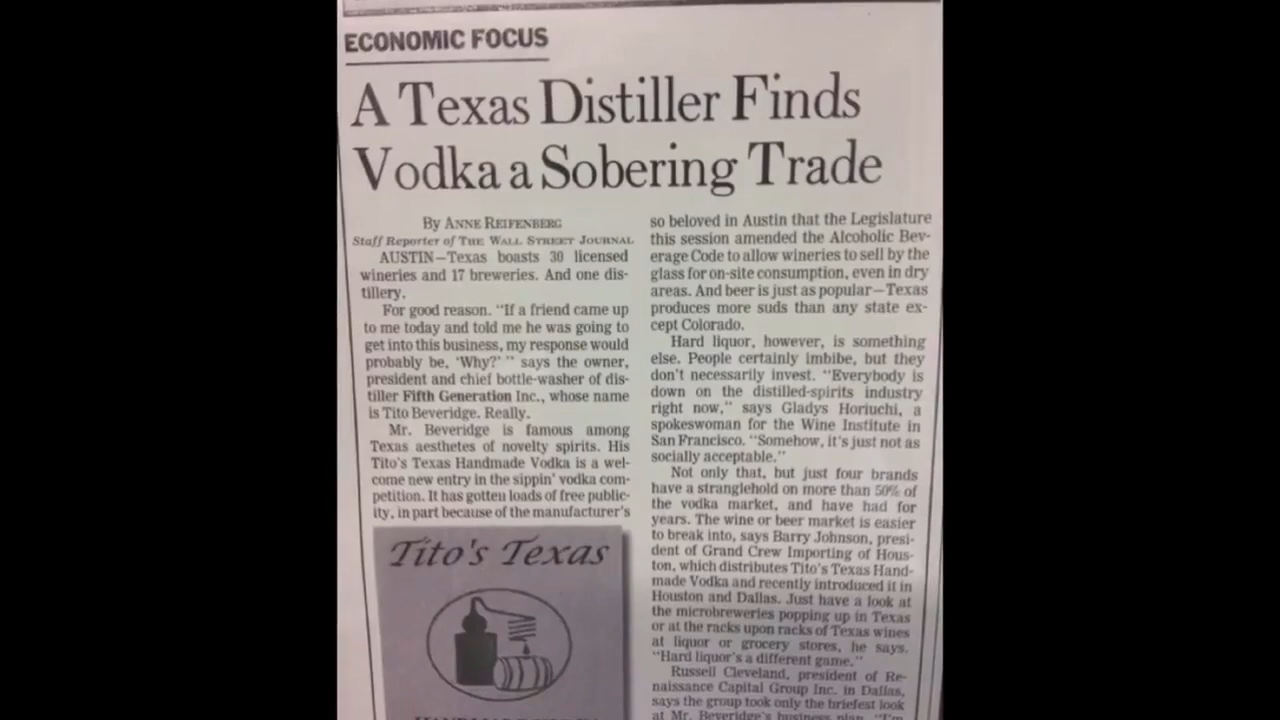 ECONOMIC FOCUS
A Texas Distiller Finds
Vodka a Sobering Trade
By ANNE REIFENBERG
Staff Reporter of THE WALL STREET JOURNAL
AUSTIN—Texas boasts 30 licensed
wineries and 17 breweries. And one dis-
tillery.
For good reason. "If a friend came up
to me today and told me he was going to
get into this business, my response would
probably be, 'Why?' " says the owner,
president and chief bottle-washer of dis-
tiller Fifth Generation Inc., whose name
is Tito Beveridge. Really.
Mr. Beveridge is famous among
Texas aesthetes of novelty spirits. His
Tito's Texas Handmade Vodka is a wel-
come new entry in the sippin' vodka com-
petition. It has gotten loads of free public-
ity, in part because of the manufacturer's
Tito's Texas
so beloved in Austin that the Legislature
this session amended the Alcoholic Bev-
erage Code to allow wineries to sell by the
glass for on-site consumption, even in dry
areas. And beer is just as popular—Texas
produces more suds than any state ex-
cept Colorado.
Hard liquor, however, is something
else. People certainly imbibe, but they
don't necessarily invest. "Everybody is
down on the distilled-spirits industry
right now," says Gladys Horiuchi, a
spokeswoman for the Wine Institute in
San Francisco. "Somehow, it's just not as
socially acceptable."
Not only that, but just four brands
have a stranglehold on more than 50% of
the vodka market, and have had for
years. The wine or beer market is easier
to break into, says Barry Johnson, presi-
dent of Grand Crew Importing of Hous-
ton, which distributes Tito's Texas Hand-
made Vodka and recently introduced it in
Houston and Dallas. Just have a look at
the microbreweries popping up in Texas
or at the racks upon racks of Texas wines
at liquor or grocery stores, he says.
"Hard liquor's a different game."
Russell Cleveland, president of Re-
naissance Capital Group Inc. in Dallas,
says the group took only the briefest look
at Mr. Beveridge's business plan. "I'm